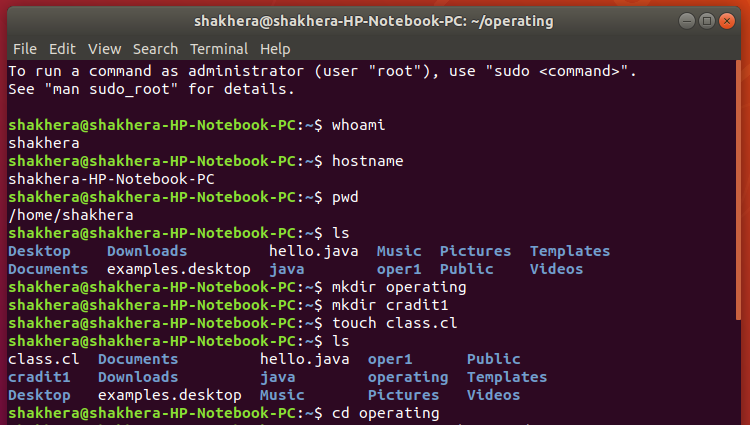 shakhera@shakhera-HP-Notebook-PC: ~/operating
File Edit View Search Terminal Help
To run a command as administrator (user "root"), use "sudo <command>".
See "man sudo_root" for details.
shakhera@shakhera-HP-Notebook-PC:~$ whoami
shakhera
shakhera@shakhera-HP-Notebook-PC:~$ hostname
shakhera-HP-Notebook-PC
shakhera@shakhera-HP-Notebook-PC:~$ pwd
/home/shakhera
shakhera@shakhera-HP-Notebook-PC:~$ ls
Desktop Downloads hello.java Music Pictures Templates
Documents examples.desktop java oper1 Public Videos
shakhera@shakhera-HP-Notebook-PC:~$ mkdir operating
shakhera@shakhera-HP-Notebook-PC:~$ mkdir cradit1
shakhera@shakhera-HP-Notebook-PC:~$ touch class.cl
shakhera@shakhera-HP-Notebook-PC:~$ ls
class.cl Documents hello.java oper1 Public
cradit1 Downloads java operating Templates
Desktop examples.desktop Music Pictures Videos
shakhera@shakhera-HP-Notebook-PC:~$ cd operating